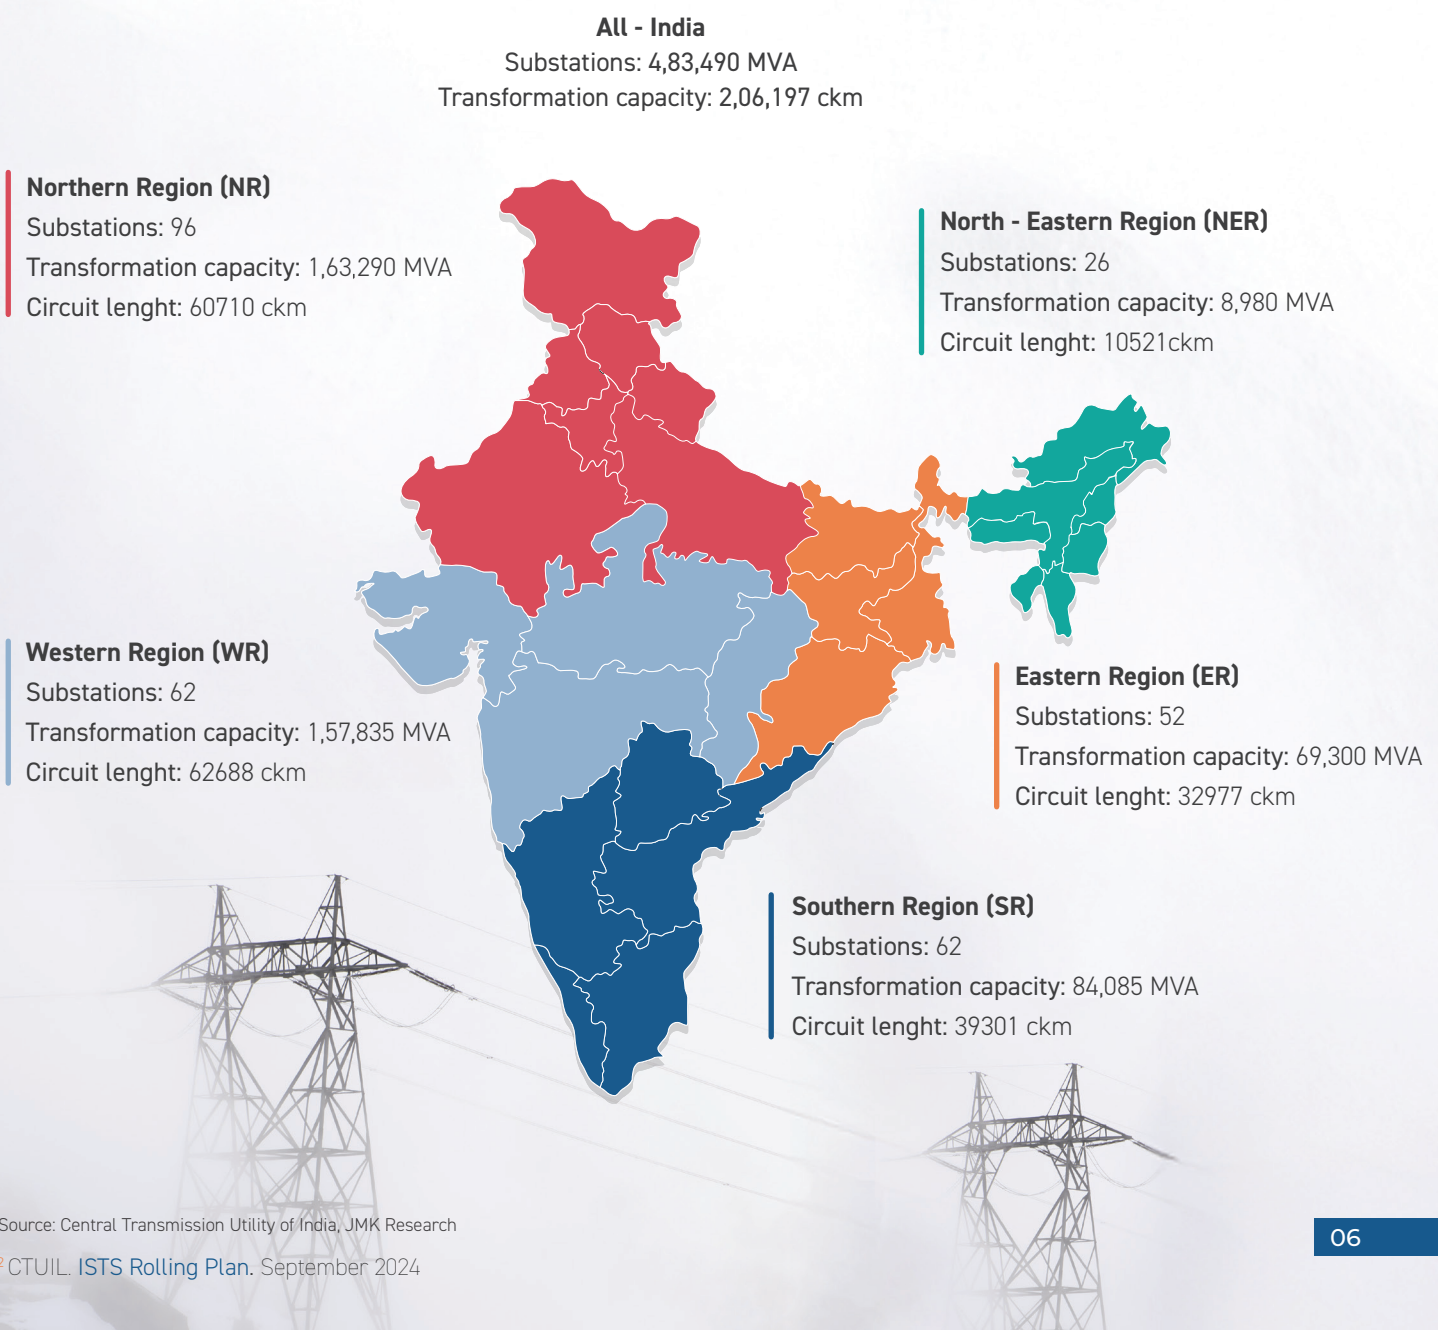 All - India
Substations: 4,83,490 MVA
Transformation capacity: 2,06,197 ckm
Northern Region (NR)
Substations: 96
Transformation capacity: 1,63,290 MVA
Circuit lenght: 60710 ckm
North - Eastern Region (NER)
Substations: 26
Transformation capacity: 8,980 MVA
Circuit lenght: 10521ckm
Western Region (WR)
Substations: 62
Transformation capacity: 1,57,835 MVA
Circuit lenght: 62688 ckm
Eastern Region (ER)
Substations: 52
Transformation capacity: 69,300 MVA
Circuit lenght: 32977 ckm
Southern Region (SR)
Substations: 62
Transformation capacity: 84,085 MVA
Circuit lenght: 39301 ckm
Source: Central Transmission Utility of India, JMK Research
06
2 CTUIL. ISTS Rolling Plan. September 2024